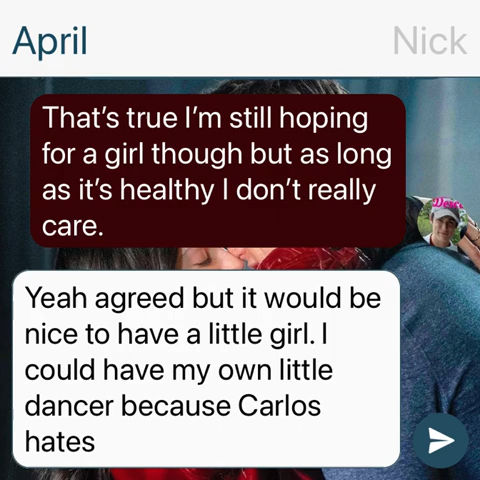 April
Nick
That's true I'm still hoping
for a girl though but as long
as it's healthy I don't really
care.
Yeah agreed but it would be
nice to have a little girl. I
could have my own little
dancer because Carlos
hates